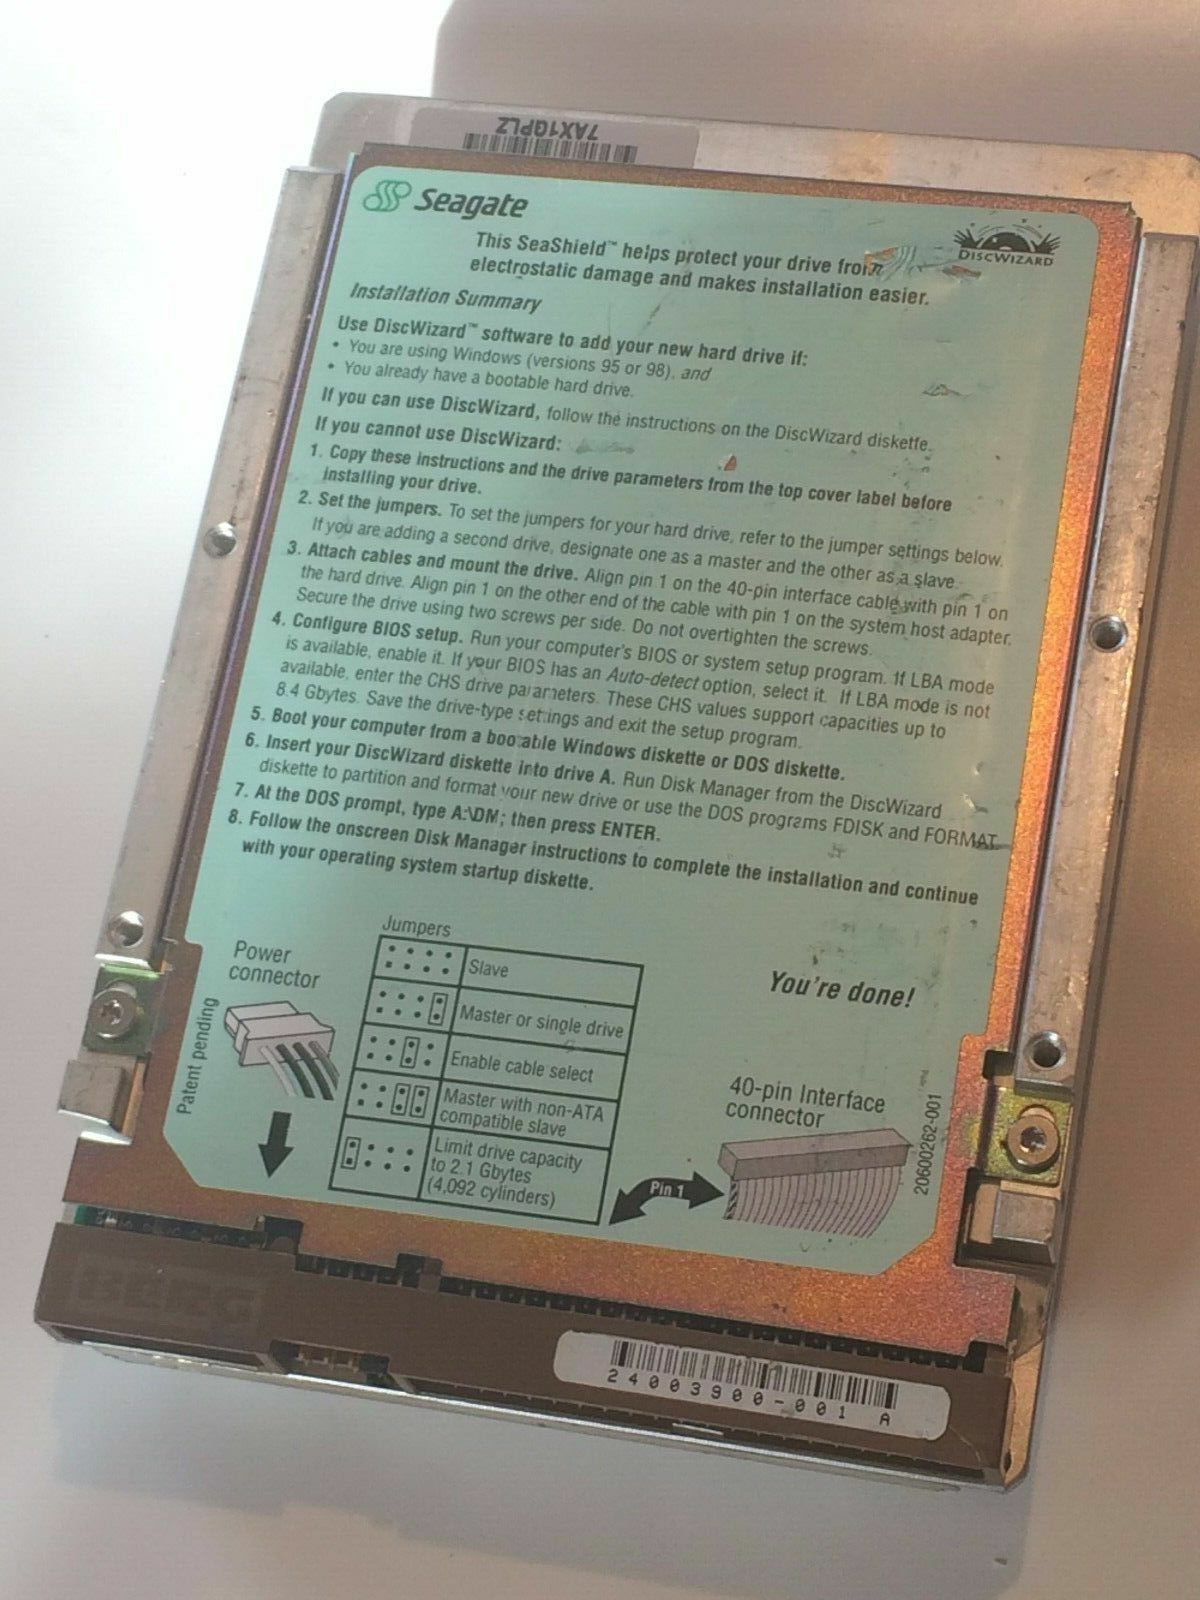 7AX1QPLZ
Seagate
DISCWIZARD
This SeaShield™ helps protect your drive from
electrostatic damage and makes installation easier.
Installation Summary
Use DiscWizard™ software to add your new hard drive if:
• You are using Windows (versions 95 or 98), and
• You already have a bootable hard drive.
If you can use DiscWizard, follow the instructions on the DiscWizard diskette.
If you cannot use DiscWizard:
1. Copy these instructions and the drive parameters from the top cover label before
installing your drive.
2. Set the jumpers. To set the jumpers for your hard drive, refer to the jumper settings below.
If you are adding a second drive, designate one as a master and the other as a slave.
3. Attach cables and mount the drive. Align pin 1 on the 40-pin interface cable with pin 1 on
the hard drive. Align pin 1 on the other end of the cable with pin 1 on the system host adapter.
Secure the drive using two screws per side. Do not overtighten the screws.
4. Configure BIOS setup. Run your computer's BIOS or system setup program. If LBA mode
is available, enable it. If your BIOS has an Auto-detect option, select it. If LBA mode is not
available, enter the CHS drive parameters. These CHS values support capacities up to
8.4 Gbytes. Save the drive-type settings and exit the setup program.
5. Boot your computer from a bootable Windows diskette or DOS diskette.
6. Insert your DiscWizard diskette into drive A. Run Disk Manager from the DiscWizard
diskette to partition and format your new drive or use the DOS programs FDISK and FORMAT.
7. At the DOS prompt, type A:\DM; then press ENTER.
8. Follow the onscreen Disk Manager instructions to complete the installation and continue
with your operating system startup diskette.
Jumpers
Power
connector
Slave
Master or single drive
Enable cable select
Master with non-ATA
compatible slave
Limit drive capacity
to 2.1 Gbytes
(4,092 cylinders)
You're done!
40-pin Interface
connector
Pin 1
Patent pending
20600262-001
BERG
24003900-001 A